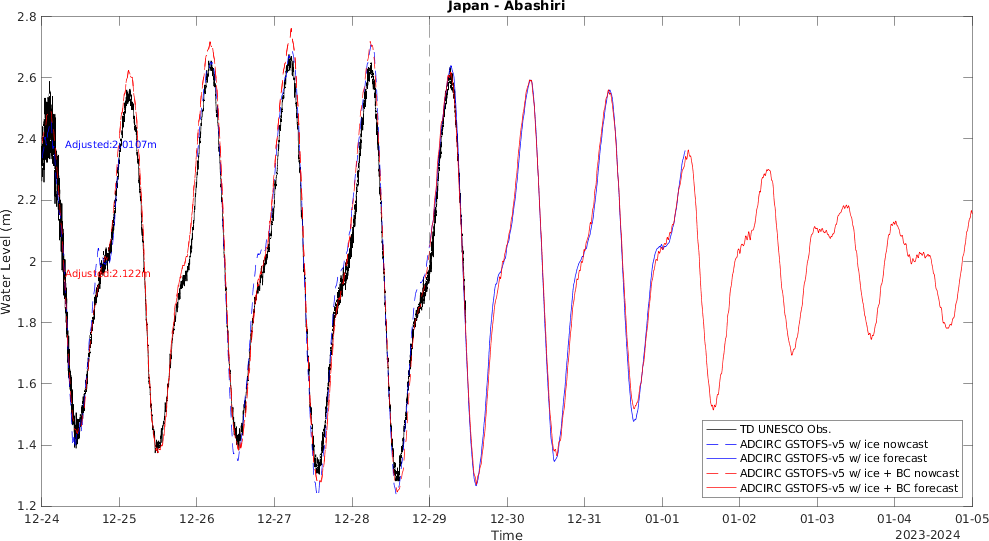 Japan - Abashiri
2.8
2.6
2.4
2.2
2
1.8
1.6
1.4
1.2
Water Level (m)
Adjusted:2.0107m
Adjusted:2.122m
TD UNESCO Obs.
ADCIRC GSTOFS-v5 w/ ice nowcast
ADCIRC GSTOFS-v5 w/ ice forecast
ADCIRC GSTOFS-v5 w/ ice + BC nowcast
ADCIRC GSTOFS-v5 w/ ice + BC forecast
12-24 12-25 12-26 12-27 12-28 12-29 12-30 12-31 01-01 01-02 01-03 01-04 01-05
Time
2023-2024